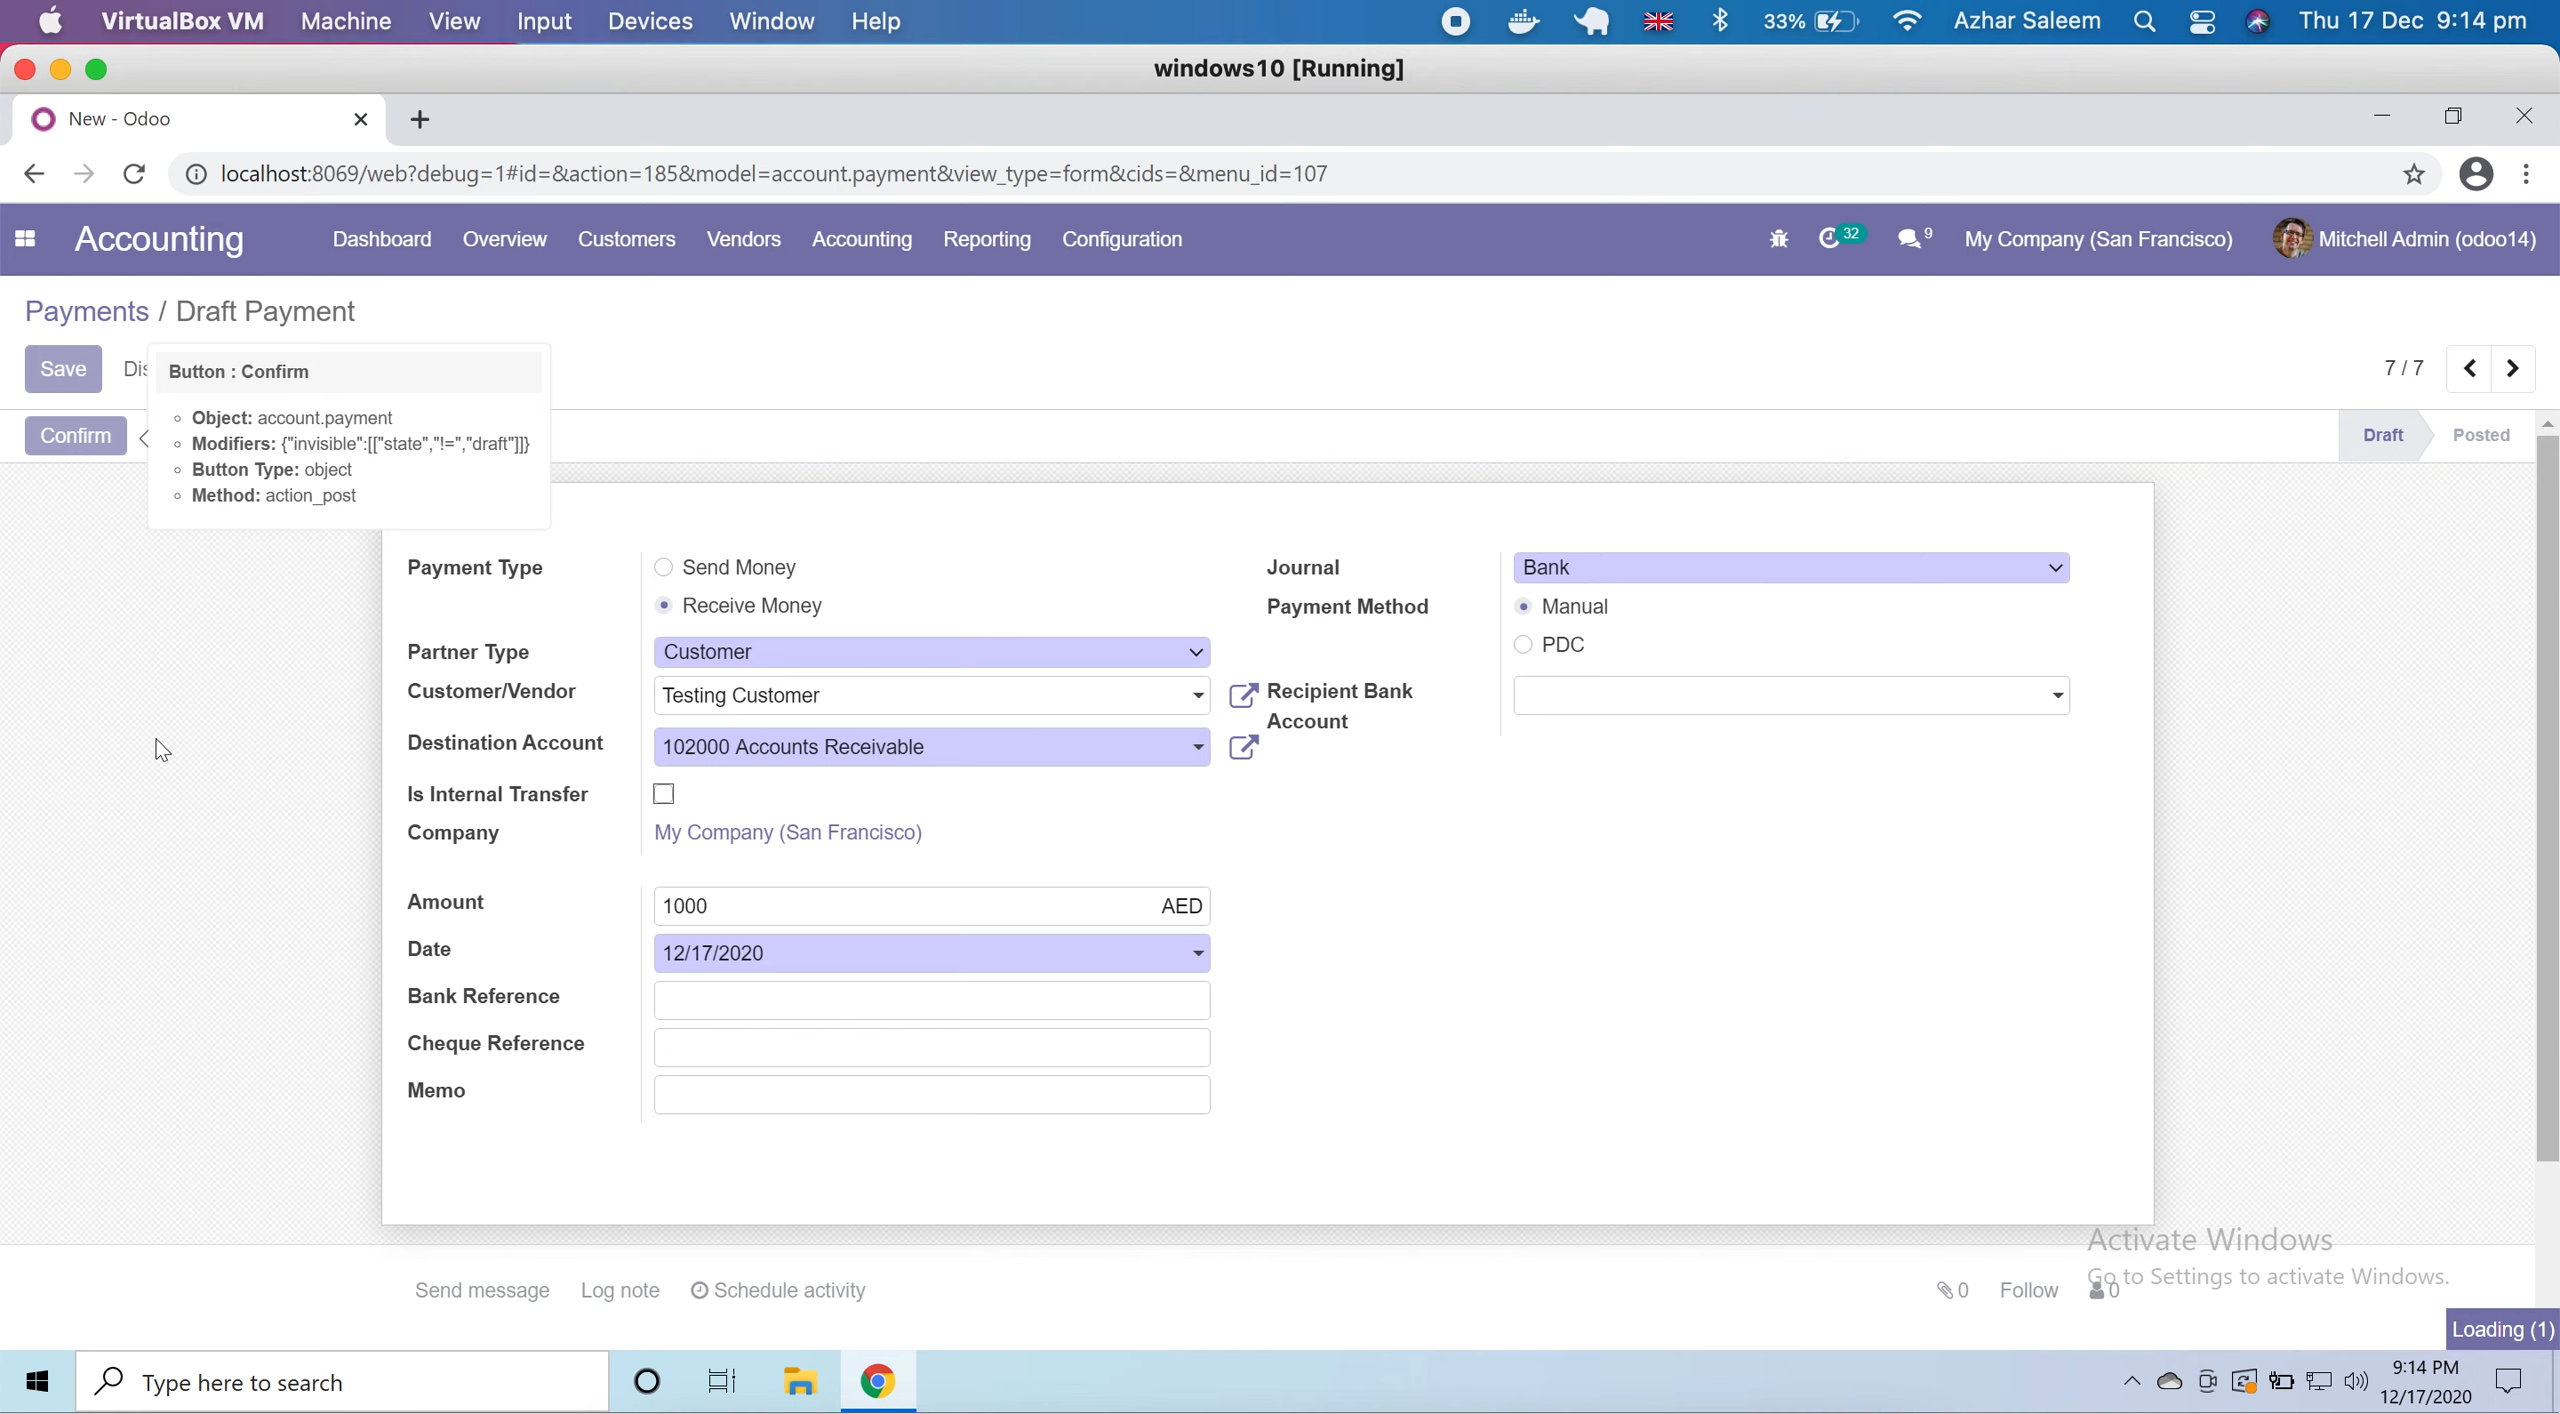 VirtualBox VM Machine View Input Devices Window Help 33% Azhar Saleem Thu 17 Dec 9:14 pm
windows10 [Running]
New - Odoo
localhost:8069/web?debug=1#id=&action=185&model=account.payment&view_type=form&cids=&menu_id=107
Accounting Dashboard Overview Customers Vendors Accounting Reporting Configuration 32 9 My Company (San Francisco) Mitchell Admin (odoo14)
Payments / Draft Payment
Save Dis 7 / 7
Button : Confirm
Object: account.payment
Confirm Draft Posted
Modifiers: {"invisible":[["state","!=","draft"]]}
Button Type: object
Method: action_post
Payment Type Send Money Journal Bank
Receive Money Payment Method Manual
Partner Type Customer PDC
Customer/Vendor Testing Customer Recipient Bank
Account
Destination Account 102000 Accounts Receivable
Is Internal Transfer
Company My Company (San Francisco)
Amount 1000 AED
Date 12/17/2020
Bank Reference
Cheque Reference
Memo
Activate Windows
Go to Settings to activate Windows.
Send message Log note Schedule activity 0 Follow 0
Loading (1)
Type here to search 9:14 PM
12/17/2020